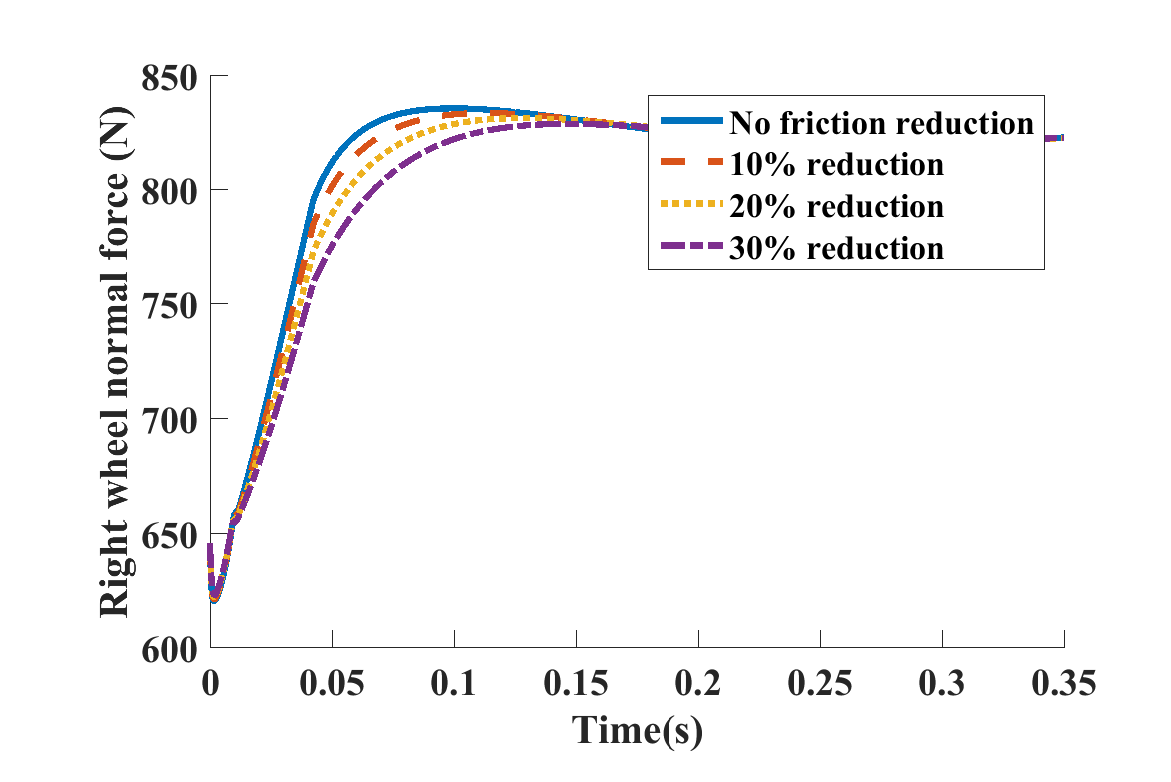 850
800
750
700
650
600
Right wheel normal force (N)
No friction reduction
10% reduction
20% reduction
30% reduction
0 0.05 0.1 0.15 0.2 0.25 0.3 0.35
Time(s)